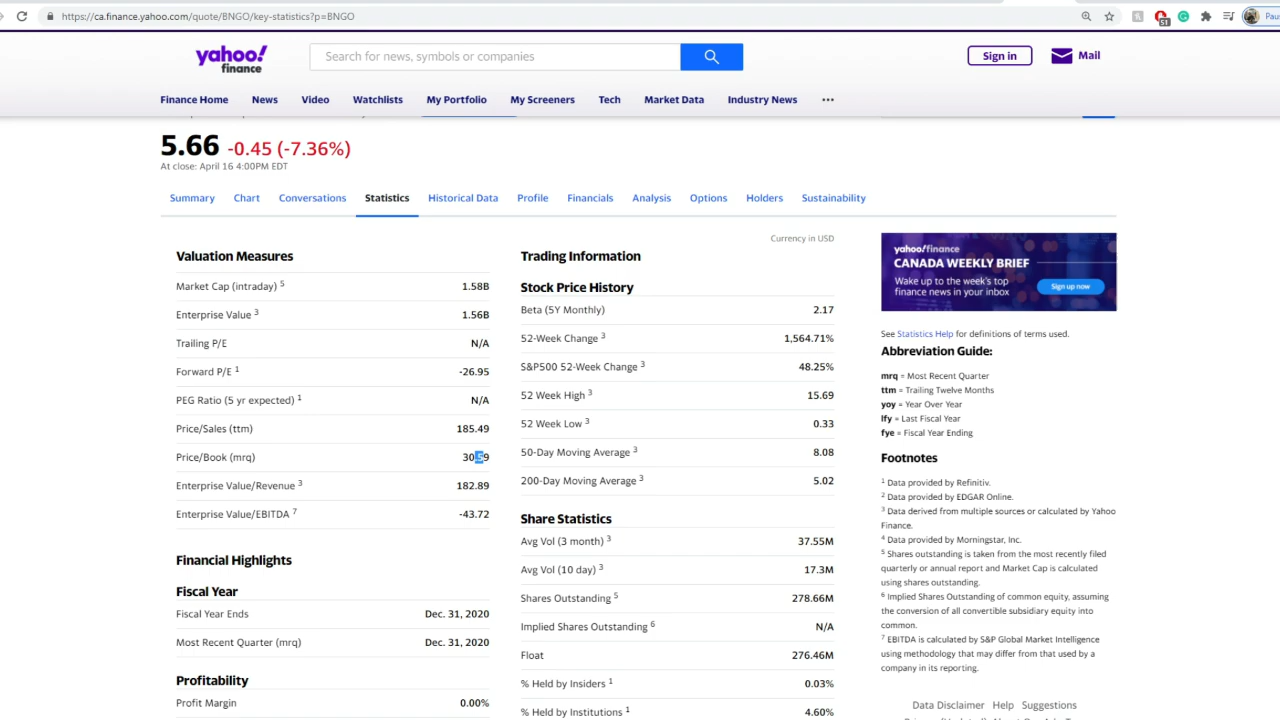 https://ca.finance.yahoo.com/quote/BNGO/key-statistics?p=BNGO
51
yahoo!
finance
Search for news, symbols or companies
Sign in
Mail
Finance Home
News
Video
Watchlists
My Portfolio
My Screeners
Tech
Market Data
Industry News
5.66 -0.45 (-7.36%)
At close: April 16 4:00PM EDT
Summary
Chart
Conversations
Statistics
Historical Data
Profile
Financials
Analysis
Options
Holders
Sustainability
Currency in USD
Valuation Measures
Market Cap (intraday) 5 1.58B
Enterprise Value 3 1.56B
Trailing P/E N/A
Forward P/E 1 -26.95
PEG Ratio (5 yr expected) 1 N/A
Price/Sales (ttm) 185.49
Price/Book (mrq) 30.59
Enterprise Value/Revenue 3 182.89
Enterprise Value/EBITDA 7 -43.72
Financial Highlights
Fiscal Year
Fiscal Year Ends Dec. 31, 2020
Most Recent Quarter (mrq) Dec. 31, 2020
Profitability
Profit Margin 0.00%
Trading Information
Stock Price History
Beta (5Y Monthly) 2.17
52-Week Change 3 1,564.71%
S&P500 52-Week Change 3 48.25%
52 Week High 3 15.69
52 Week Low 3 0.33
50-Day Moving Average 3 8.08
200-Day Moving Average 3 5.02
Share Statistics
Avg Vol (3 month) 3 37.55M
Avg Vol (10 day) 3 17.3M
Shares Outstanding 5 278.66M
Implied Shares Outstanding 6 N/A
Float 276.46M
% Held by Insiders 1 0.03%
% Held by Institutions 1 4.60%
yahoo!finance
CANADA WEEKLY BRIEF
Wake up to the week's top
finance news in your inbox
Sign up now
See Statistics Help for definitions of terms used.
Abbreviation Guide:
mrq = Most Recent Quarter
ttm = Trailing Twelve Months
yoy = Year Over Year
lfy = Last Fiscal Year
fye = Fiscal Year Ending
Footnotes
1 Data provided by Refinitiv.
2 Data provided by EDGAR Online.
3 Data derived from multiple sources or calculated by Yahoo
Finance.
4 Data provided by Morningstar, Inc.
5 Shares outstanding is taken from the most recently filed
quarterly or annual report and Market Cap is calculated
using shares outstanding.
6 Implied Shares Outstanding of common equity, assuming
the conversion of all convertible subsidiary equity into
common.
7 EBITDA is calculated by S&P Global Market Intelligence
using methodology that may differ from that used by a
company in its reporting.
Data Disclaimer Help Suggestions